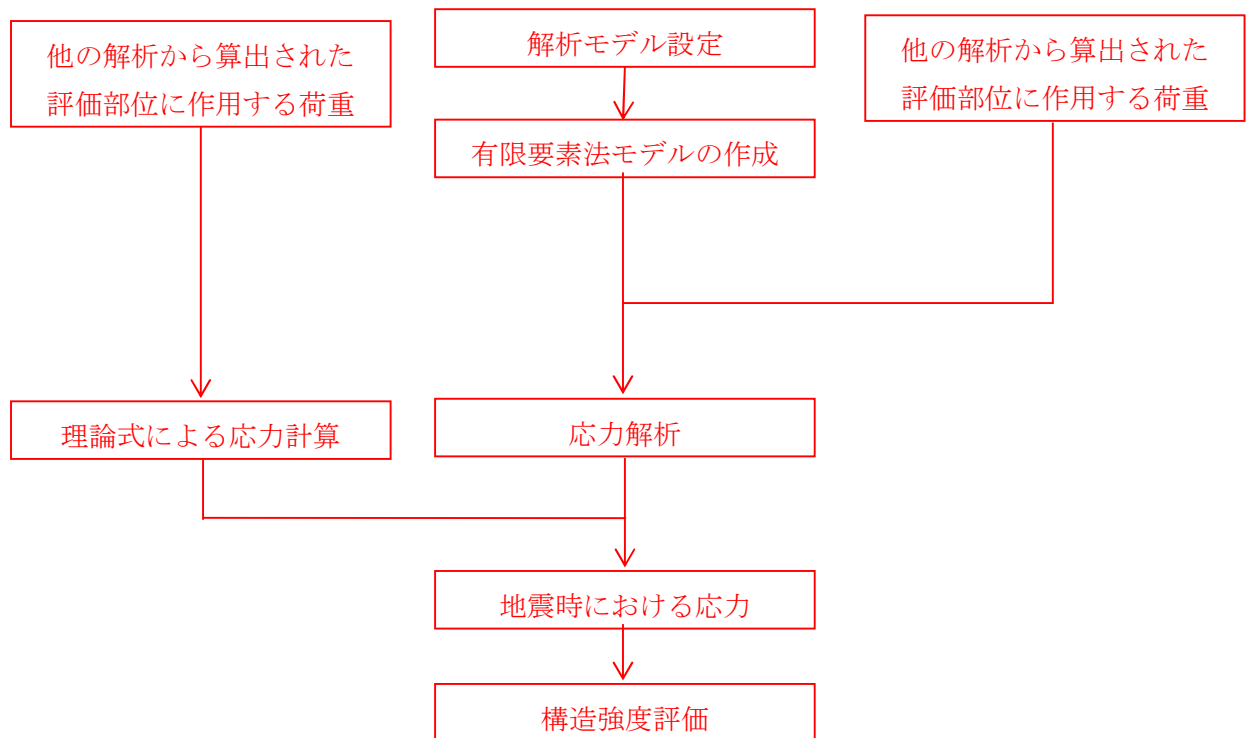 他の解析から算出された
評価部位に作用する荷重
解析モデル設定
他の解析から算出された
評価部位に作用する荷重
有限要素法モデルの作成
理論式による応力計算
応力解析
地震時における応力
構造強度評価